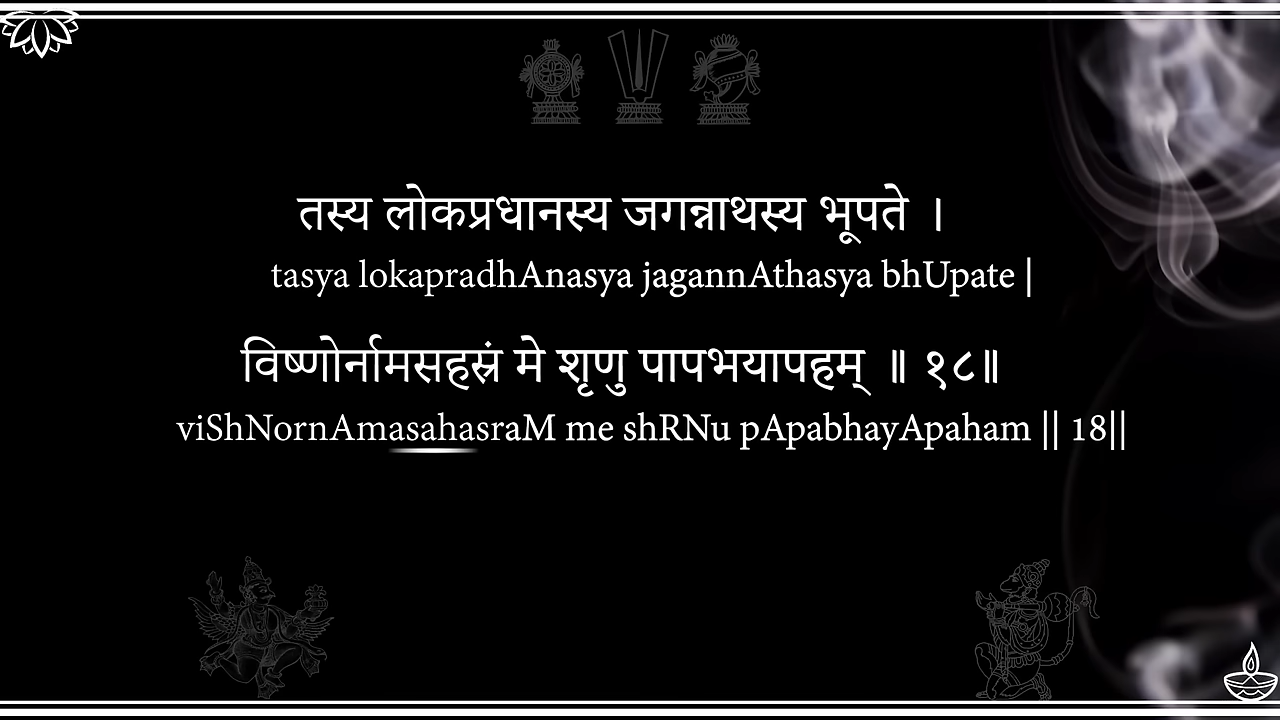 तस्य लोकप्रधानस्य जगन्नाथस्य भूपते ।
tasya lokapradhAnasya jagannAthasya bhUpate |
विष्णोर्नामसहस्रं मे शृणु पापभयापहम् ॥ १८॥
viShNornAmasahasraM me shRNu pApabhayApaham || 18||